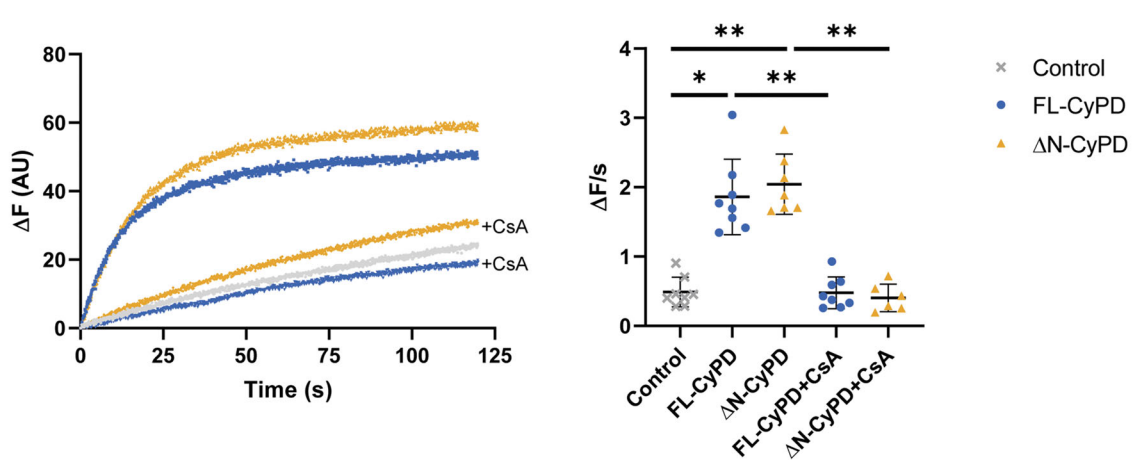 80
60
40
20
0
ΔF (AU)
+CsA
+CsA
0 25 50 75 100 125
Time (s)
** **
* **
4
3
2
1
0
ΔF/s
Control
FL-CyPD
ΔN-CyPD
FL-CyPD+CsA
ΔN-CyPD+CsA
Control
FL-CyPD
ΔN-CyPD